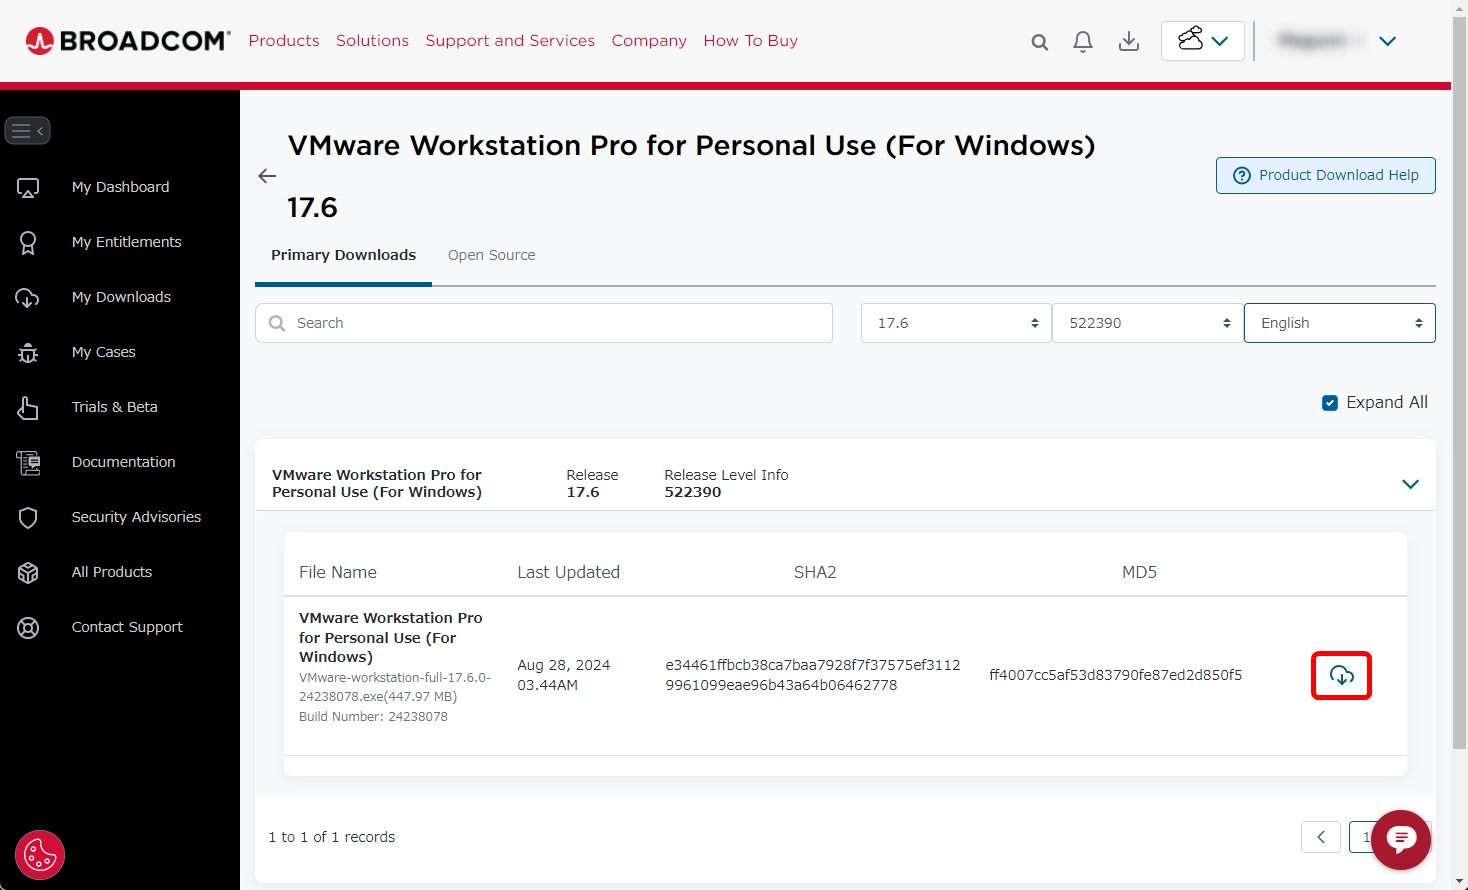 BROADCOM
Products Solutions Support and Services Company How To Buy
My Dashboard
My Entitlements
My Downloads
My Cases
Trials & Beta
Documentation
Security Advisories
All Products
Contact Support
VMware Workstation Pro for Personal Use (For Windows)
17.6
Product Download Help
Primary Downloads Open Source
Search 17.6 522390 English
Expand All
VMware Workstation Pro for
Personal Use (For Windows)
Release
17.6
Release Level Info
522390
File Name Last Updated SHA2 MD5
VMware Workstation Pro
for Personal Use (For
Windows)
VMware-workstation-full-17.6.0-
24238078.exe(447.97 MB)
Build Number: 24238078
Aug 28, 2024
03.44AM
e34461ffbcb38ca7baa7928f7f37575ef3112
9961099eae96b43a64b06462778
ff4007cc5af53d83790fe87ed2d850f5
1 to 1 of 1 records
1